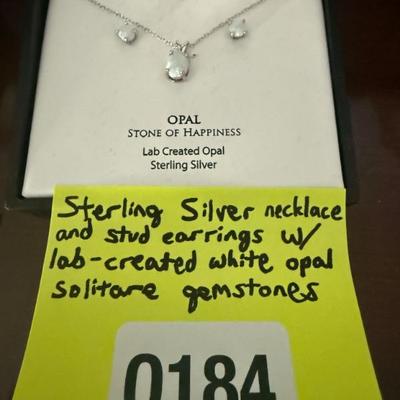 OPAL
STONE OF HAPPINESS
Lab Created Opal
Sterling Silver
Sterling Silver necklace
and stud earrings w/
lab-created white opal
solitare gemstones
0184